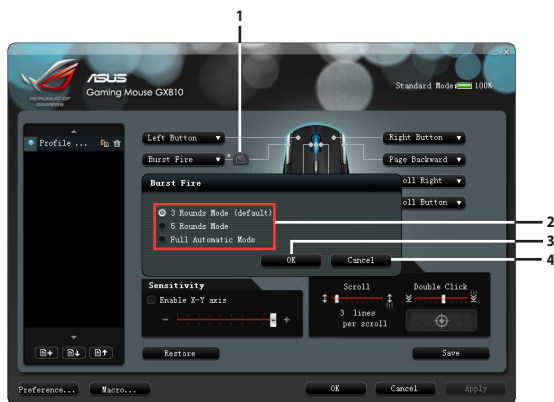 1
ASUS
Gaming Mouse GX810
REPUBLIC OF
GAMERS
Standard Mode: 100%
Profile ...
Left Button
Right Button
Burst Fire
Page Backward
oll Right
oll Button
Burst Fire
3 Rounds Mode (default)
5 Rounds Mode
Full Automatic Mode
2
3
OK
Cancel
4
Sensitivity
Enable X-Y axis
Scroll
3 lines
per scroll
Double Click
Restore
Save
Preference...
Macro...
OK
Cancel
Apply